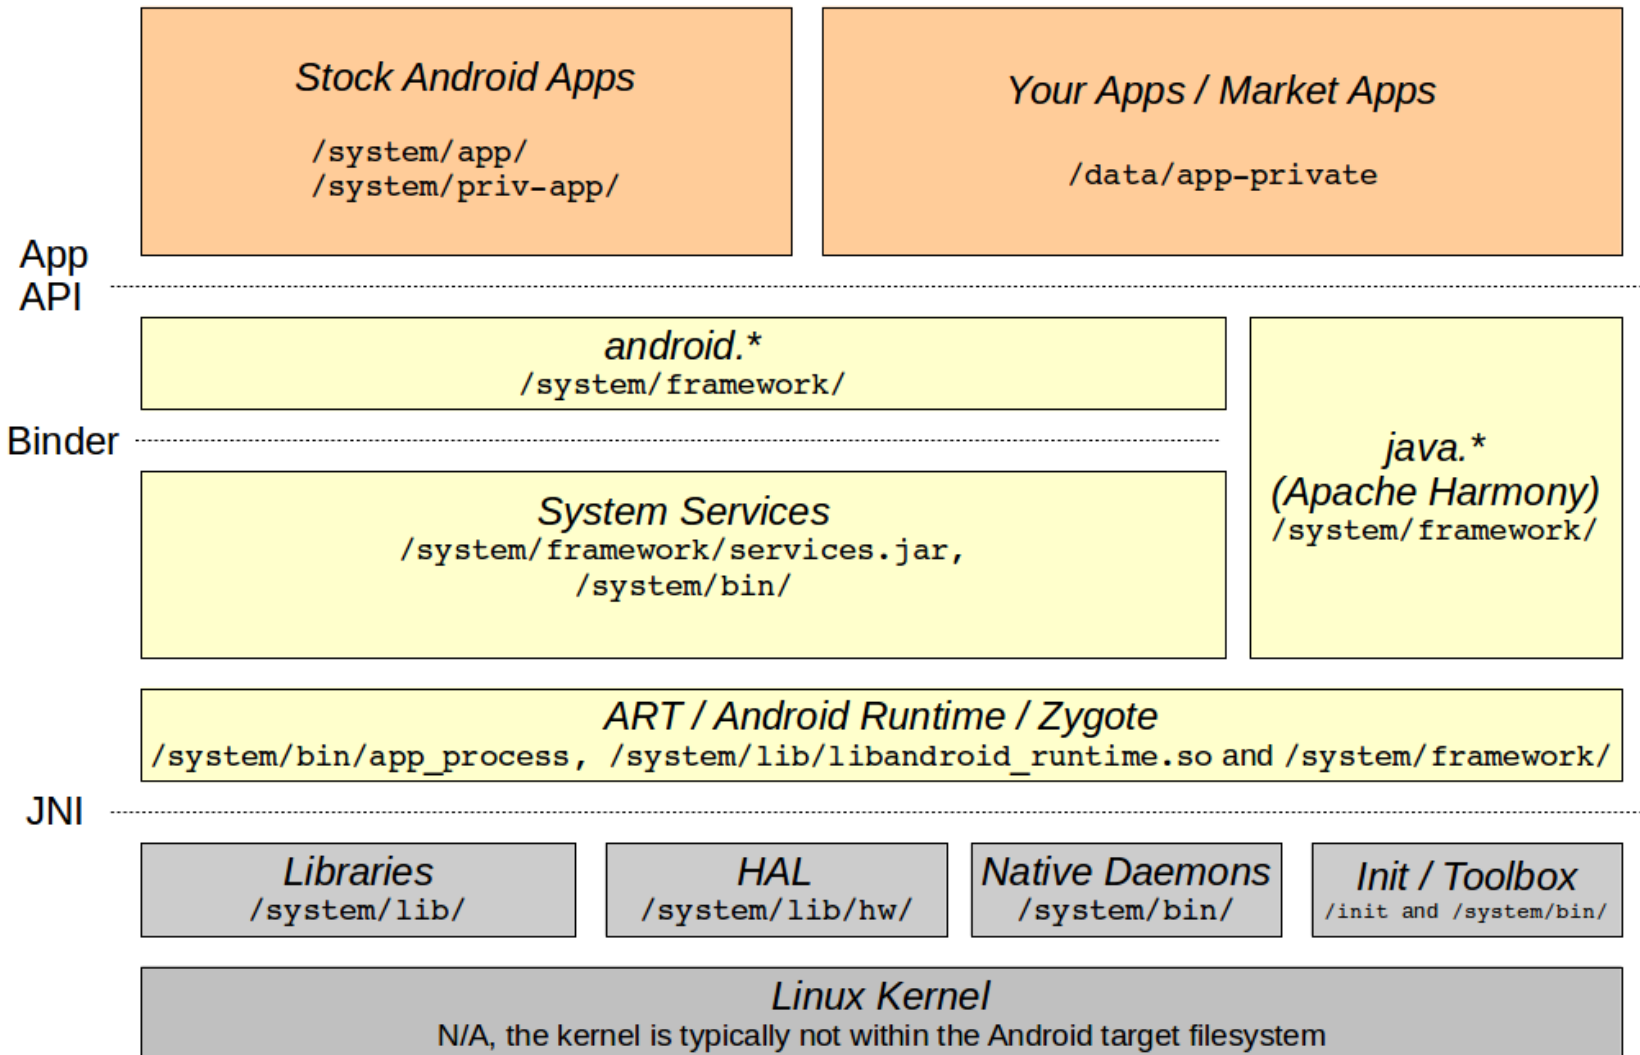 Stock Android Apps
/system/app/
/system/priv-app/
Your Apps / Market Apps
/data/app-private
App
API
android.*
/system/framework/
Binder
System Services
/system/framework/services.jar,
/system/bin/
java.*
(Apache Harmony)
/system/framework/
ART / Android Runtime / Zygote
/system/bin/app_process, /system/lib/libandroid_runtime.so and /system/framework/
JNI
Libraries
/system/lib/
HAL
/system/lib/hw/
Native Daemons
/system/bin/
Init / Toolbox
/init and /system/bin/
Linux Kernel
N/A, the kernel is typically not within the Android target filesystem